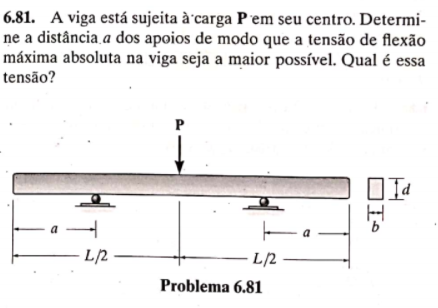 6.81. A viga está sujeita à carga P em seu centro. Determi-
ne a distância a dos apoios de modo que a tensão de flexão
máxima absoluta na viga seja a maior possível. Qual é essa
tensão?
P
d
b
a
a
L/2
L/2
Problema 6.81